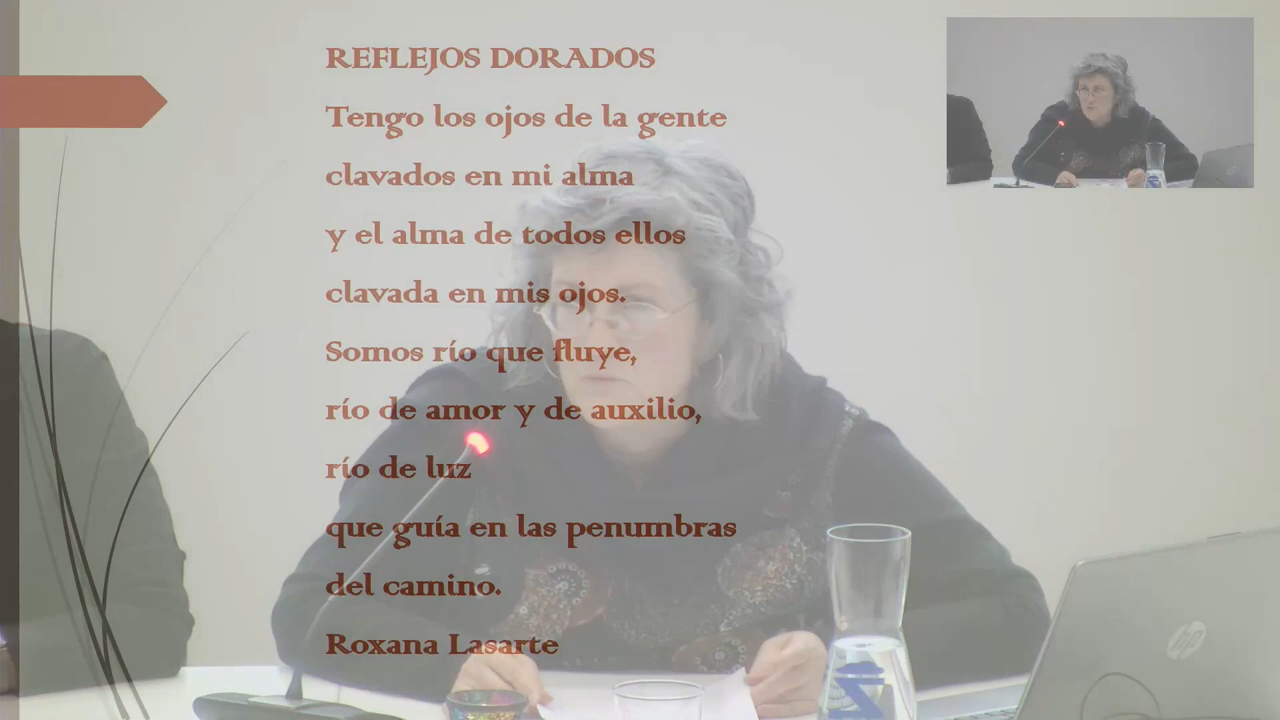 REFLEJOS DORADOS
Tengo los ojos de la gente
clavados en mi alma
y el alma de todos ellos
clavada en mis ojos.
Somos río que fluye,
río de amor y de auxilio,
río de luz
que guía en las penumbras
del camino.
Roxana Lasarte
hp